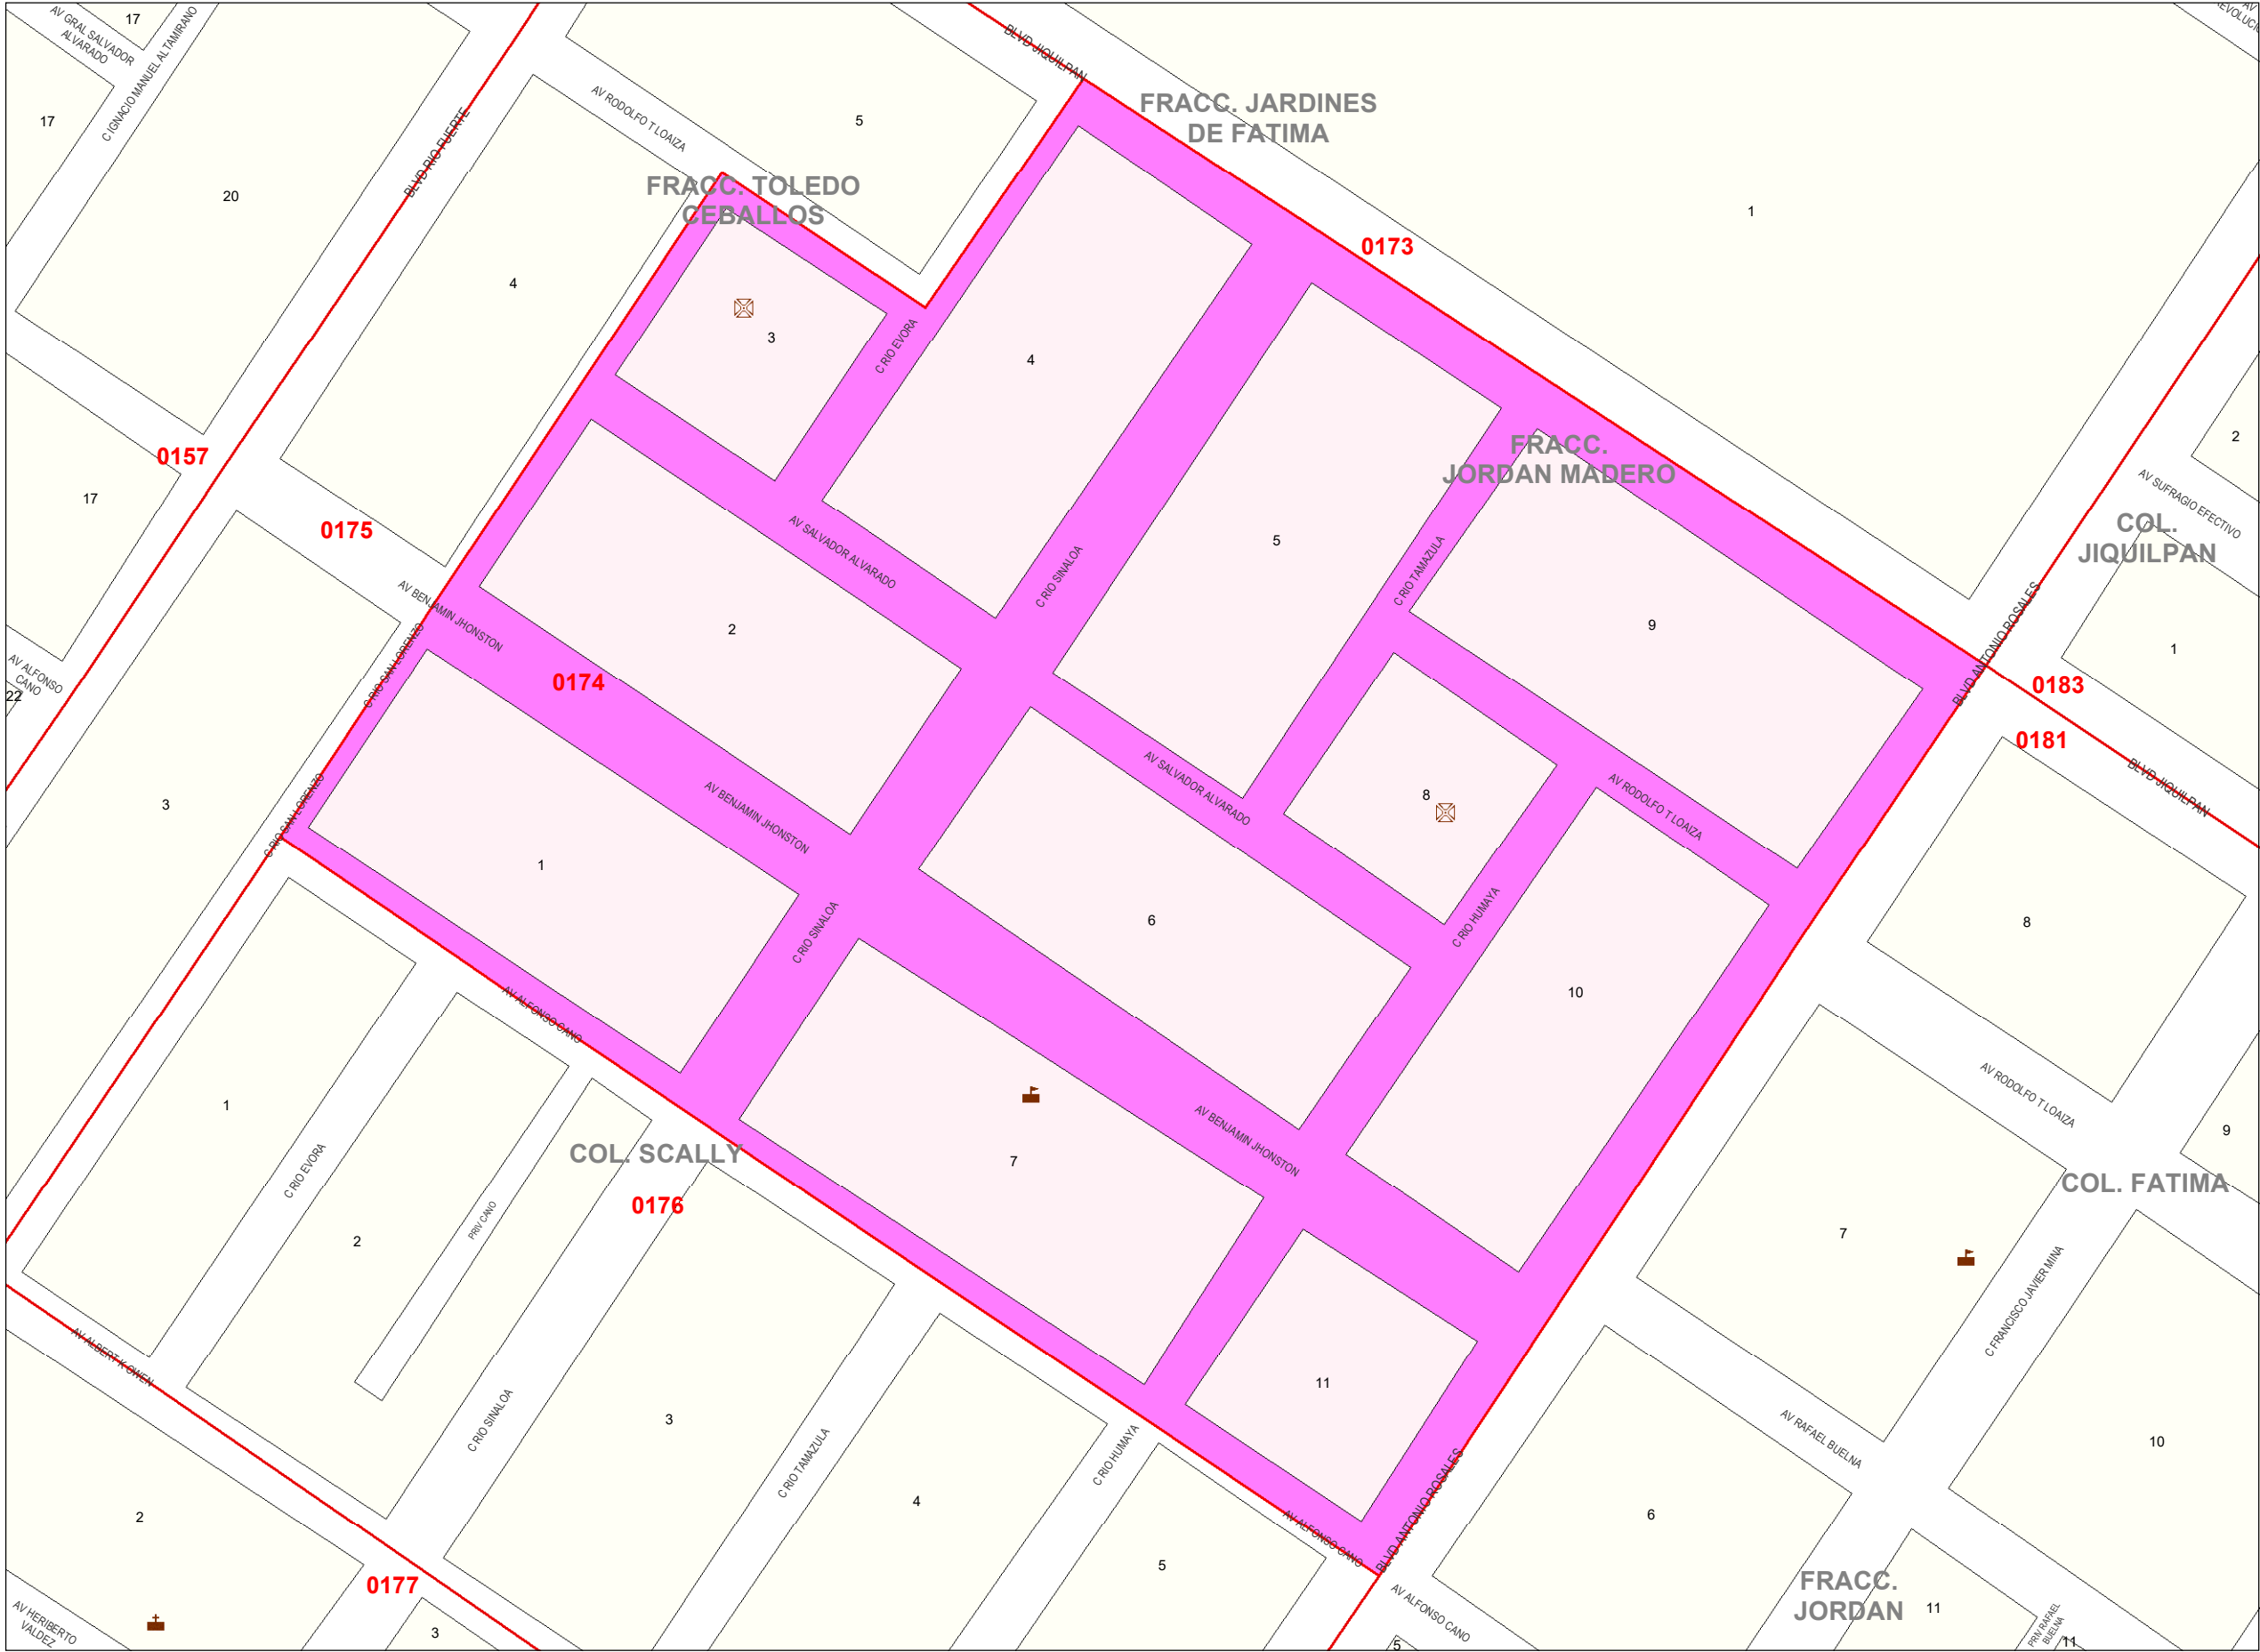 17
AV GRAL SALVADOR
ALVARADO
C IGNACIO MANUEL ALTAMIRANO
17
20
BLVD RIO FUERTE
AV RODOLFO T LOAIZA
5
BLVD JIQUILPAN
FRACC. JARDINES
DE FATIMA
1
FRACC. TOLEDO
CEBALLOS
4
3
C RIO EVORA
4
0173
FRACC.
JORDAN MADERO
2
AV SUFRAGIO EFECTIVO
COL.
JIQUILPAN
1
0157
17
0175
AV SALVADOR ALVARADO
C RIO SINALOA
5
C RIO TAMAZULA
9
BLVD ANTONIO ROSALES
0183
0181
BLVD JIQUILPAN
AV ALFONSO
CANO
22
AV BENJAMIN JHONSTON
C RIO SAN LORENZO
2
0174
3
C RIO SAN LORENZO
AV BENJAMIN JHONSTON
AV SALVADOR ALVARADO
8
AV RODOLFO T LOAIZA
1
C RIO SINALOA
6
C RIO HUMAYA
10
8
AV ALFONSO CANO
AV RODOLFO T LOAIZA
9
1
C RIO EVORA
PRIV CANO
2
COL. SCALLY
0176
7
AV BENJAMIN JHONSTON
COL. FATIMA
7
C FRANCISCO JAVIER MINA
AV ALBERT K OWEN
C RIO SINALOA
3
C RIO TAMAZULA
4
C RIO HUMAYA
11
BLVD ANTONIO ROSALES
AV RAFAEL BUELNA
10
2
0177
AV HERIBERTO
VALDEZ
3
5
AV ALFONSO CANO
6
AV ALFONSO CANO
5
FRACC.
JORDAN
11
PRIV RAFAEL
BUELNA
11